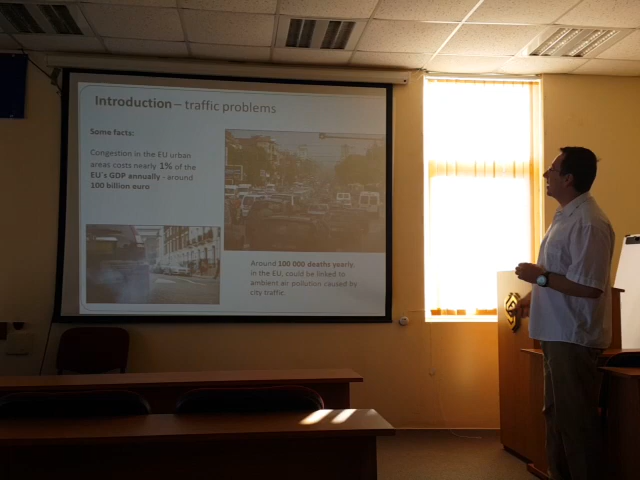 Introduction – traffic problems
Some facts:
Congestion in the EU urban
areas costs nearly 1% of the
EU's GDP annually - around
100 billion euro
Around 100 000 deaths yearly,
in the EU, could be linked to
ambient air pollution caused by
city traffic.